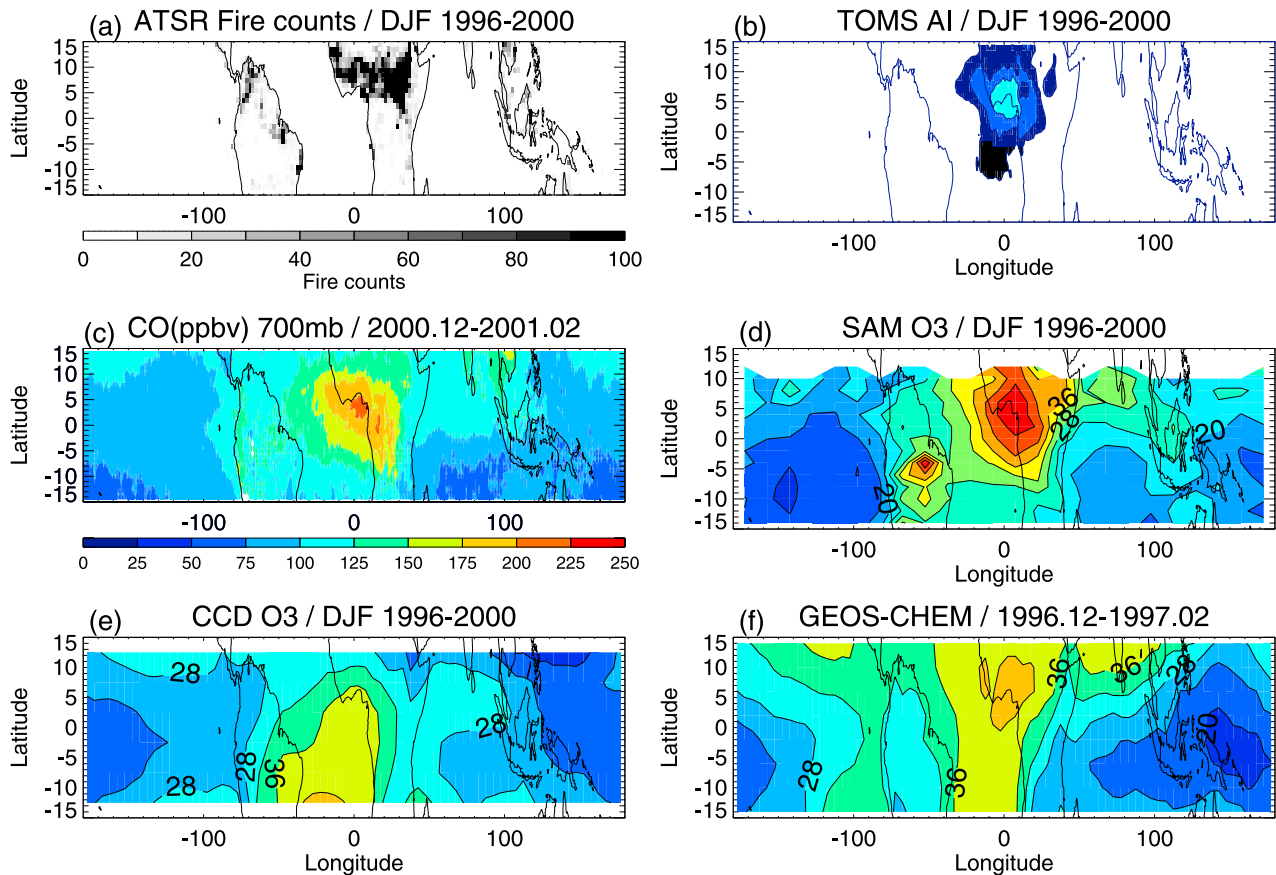 (a) ATSR Fire counts / DJF 1996-2000
Latitude
15
10
5
0
-5
-10
-15
-100 0 100
0 20 40 60 80 100
Fire counts
(b) TOMS AI / DJF 1996-2000
Latitude
15
10
5
0
-5
-10
-15
-100 0 100
Longitude
(c) CO(ppbv) 700mb / 2000.12-2001.02
Latitude
15
10
5
0
-5
-10
-15
-100 0 100
0 25 50 75 100 125 150 175 200 225 250
(d) SAM O3 / DJF 1996-2000
Latitude
15
10
5
0
-5
-10
-15
36
28
20
20
-100 0 100
Longitude
(e) CCD O3 / DJF 1996-2000
Latitude
15
10
5
0
-5
-10
-15
28
28
28
36
28
-100 0 100
Longitude
(f) GEOS-CHEM / 1996.12-1997.02
Latitude
15
10
5
0
-5
-10
-15
36
36
28
20
28
36
-100 0 100
Longitude